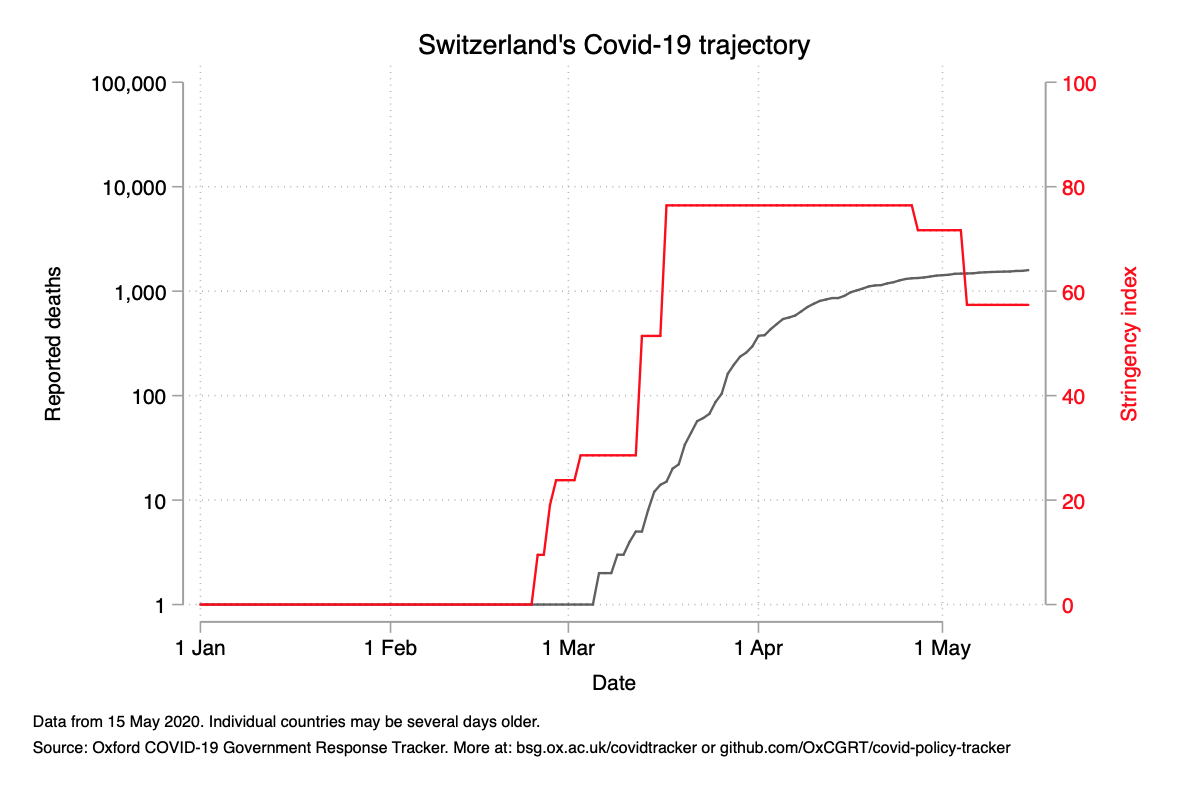 Switzerland's Covid-19 trajectory
100,000
10,000
1,000
100
10
1
Reported deaths
100
80
60
40
20
0
Stringency index
1 Jan
1 Feb
1 Mar
1 Apr
1 May
Date
Data from 15 May 2020. Individual countries may be several days older.
Source: Oxford COVID-19 Government Response Tracker. More at: bsg.ox.ac.uk/covidtracker or github.com/OxCGRT/covid-policy-tracker